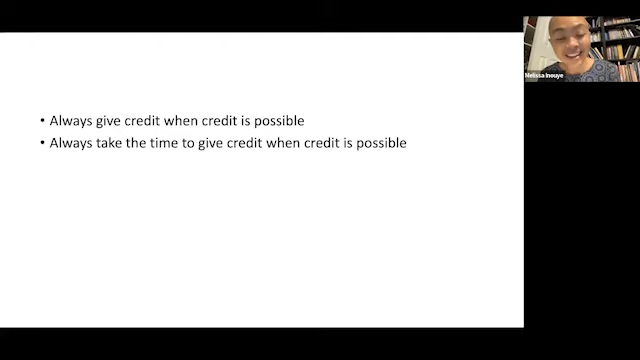 • Always give credit when credit is possible
• Always take the time to give credit when credit is possible
Melissa Inouye